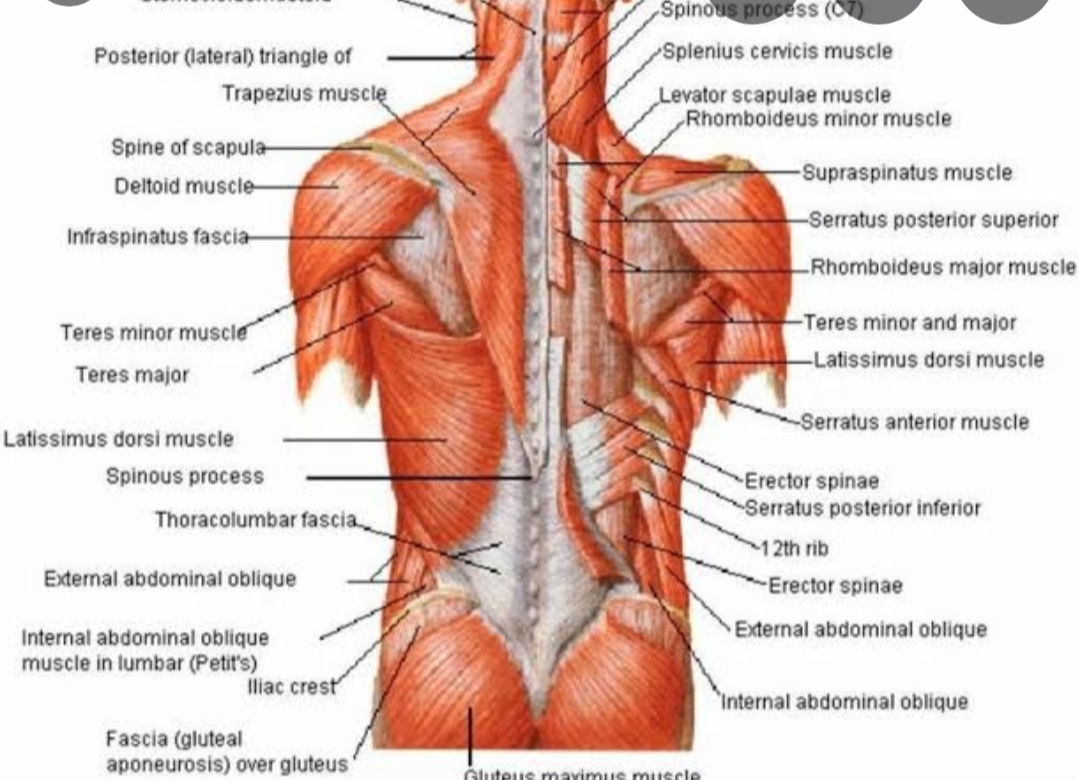 Spinous process (C7)
Posterior (lateral) triangle of
Splenius cervicis muscle
Trapezius muscle
Levator scapulae muscle
Rhomboideus minor muscle
Spine of scapula
Supraspinatus muscle
Deltoid muscle
Serratus posterior superior
Infraspinatus fascia
Rhomboideus major muscle
Teres minor muscle
Teres minor and major
Teres major
Latissimus dorsi muscle
Serratus anterior muscle
Latissimus dorsi muscle
Spinous process
Erector spinae
Serratus posterior inferior
Thoracolumbar fascia
12th rib
External abdominal oblique
Erector spinae
External abdominal oblique
Internal abdominal oblique
muscle in lumbar (Petit's)
Iliac crest
Internal abdominal oblique
Fascia (gluteal
aponeurosis) over gluteus
Gluteus maximus muscle